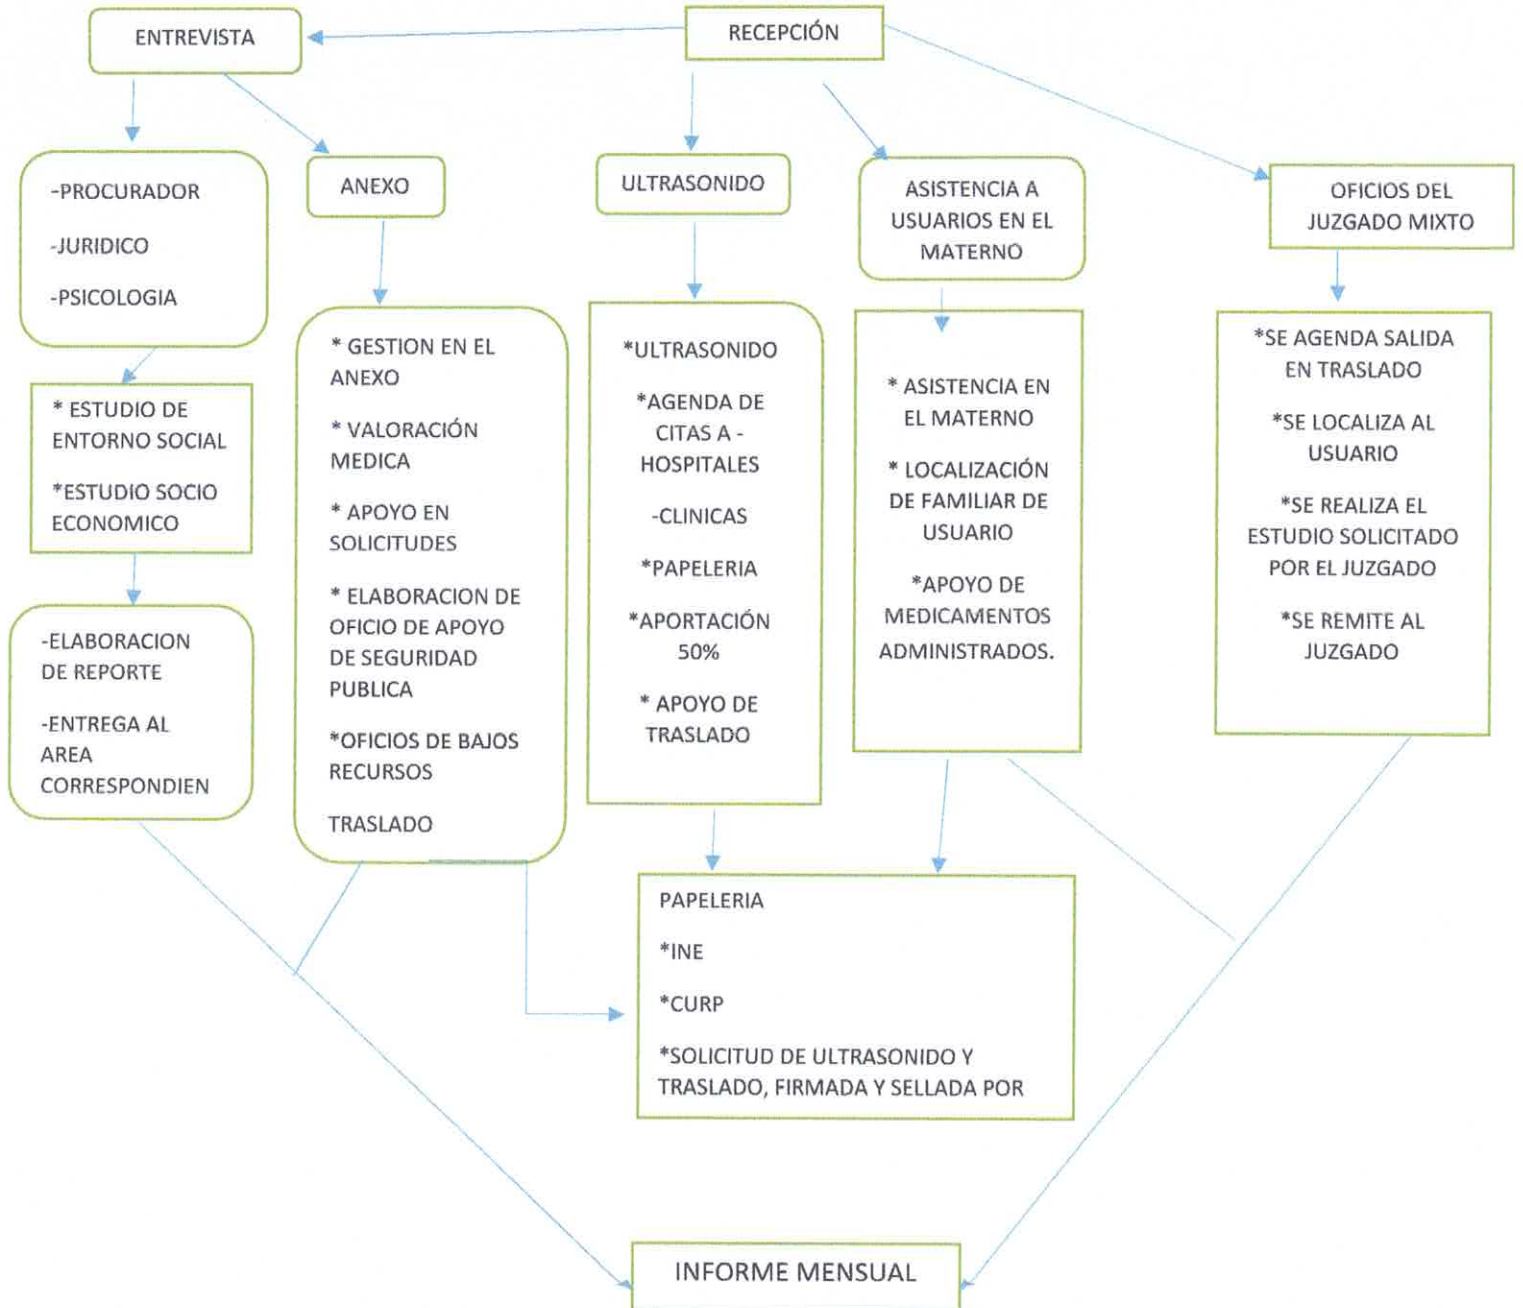 ENTREVISTA
RECEPCIÓN
-PROCURADOR
-JURIDICO
-PSICOLOGIA
ANEXO
ULTRASONIDO
ASISTENCIA A
USUARIOS EN EL
MATERNO
OFICIOS DEL
JUZGADO MIXTO
* ESTUDIO DE
ENTORNO SOCIAL
*ESTUDIO SOCIO
ECONOMICO
-ELABORACION
DE REPORTE
-ENTREGA AL
AREA
CORRESPONDIEN
* GESTION EN EL
ANEXO
* VALORACIÓN
MEDICA
* APOYO EN
SOLICITUDES
* ELABORACION DE
OFICIO DE APOYO
DE SEGURIDAD
PUBLICA
*OFICIOS DE BAJOS
RECURSOS
TRASLADO
*ULTRASONIDO
*AGENDA DE
CITAS A -
HOSPITALES
-CLINICAS
*PAPELERIA
*APORTACIÓN
50%
* APOYO DE
TRASLADO
* ASISTENCIA EN
EL MATERNO
* LOCALIZACIÓN
DE FAMILIAR DE
USUARIO
*APOYO DE
MEDICAMENTOS
ADMINISTRADOS.
*SE AGENDA SALIDA
EN TRASLADO
*SE LOCALIZA AL
USUARIO
*SE REALIZA EL
ESTUDIO SOLICITADO
POR EL JUZGADO
*SE REMITE AL
JUZGADO
PAPELERIA
*INE
*CURP
*SOLICITUD DE ULTRASONIDO Y
TRASLADO, FIRMADA Y SELLADA POR
INFORME MENSUAL